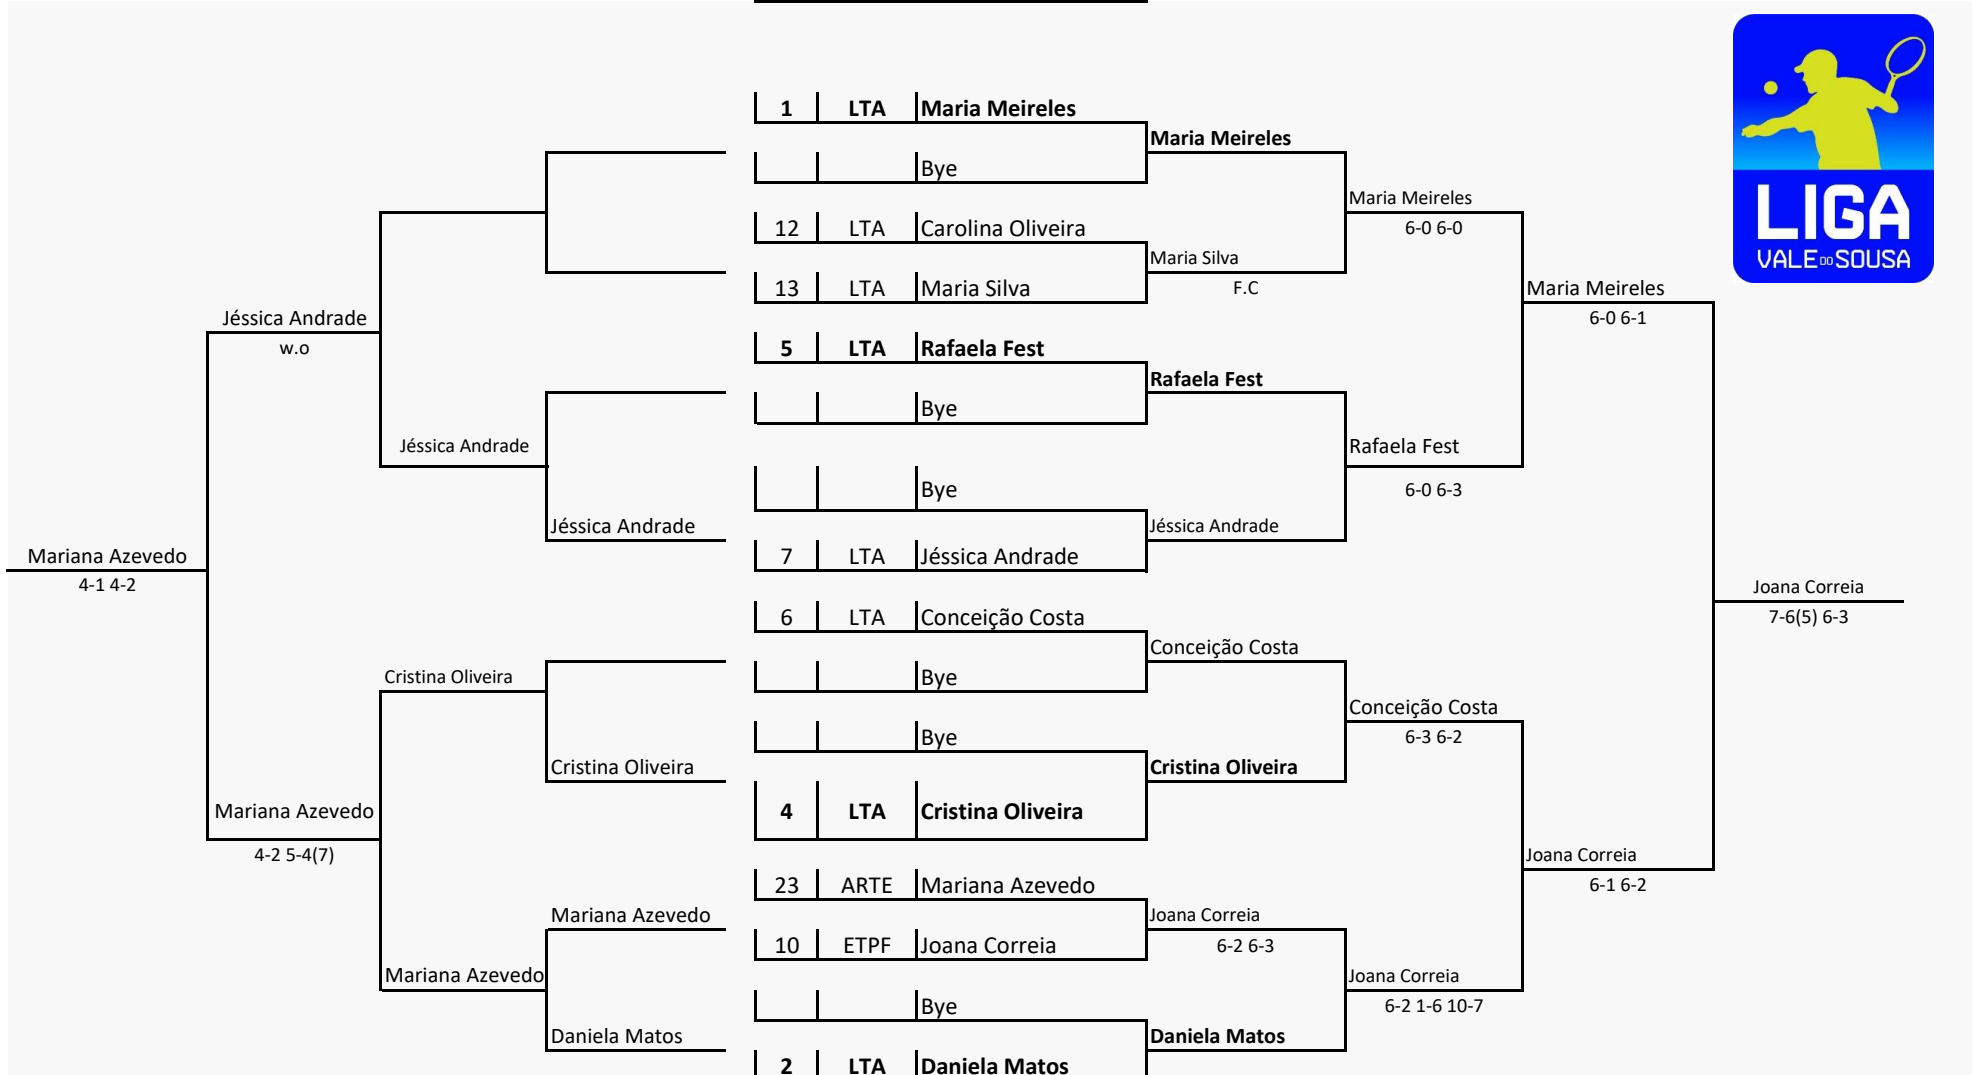 1 LTA Maria Meireles
Maria Meireles
Bye
Maria Meireles
12 LTA Carolina Oliveira
6-0 6-0
Maria Silva
13 LTA Maria Silva
F.C
Maria Meireles
6-0 6-1
Jéssica Andrade
w.o
5 LTA Rafaela Fest
Rafaela Fest
Bye
Jéssica Andrade
Rafaela Fest
Bye
6-0 6-3
Jéssica Andrade
Jéssica Andrade
7 LTA Jéssica Andrade
Mariana Azevedo
4-1 4-2
Joana Correia
7-6(5) 6-3
6 LTA Conceição Costa
Conceição Costa
Cristina Oliveira
Bye
Conceição Costa
Bye
6-3 6-2
Cristina Oliveira
Cristina Oliveira
Mariana Azevedo
4 LTA Cristina Oliveira
4-2 5-4(7)
Joana Correia
6-1 6-2
23 ARTE Mariana Azevedo
Mariana Azevedo
Joana Correia
10 ETPF Joana Correia
6-2 6-3
Mariana Azevedo
Joana Correia
Bye
6-2 1-6 10-7
Daniela Matos
Daniela Matos
2 LTA Daniela Matos
LIGA
VALE DO SOUSA